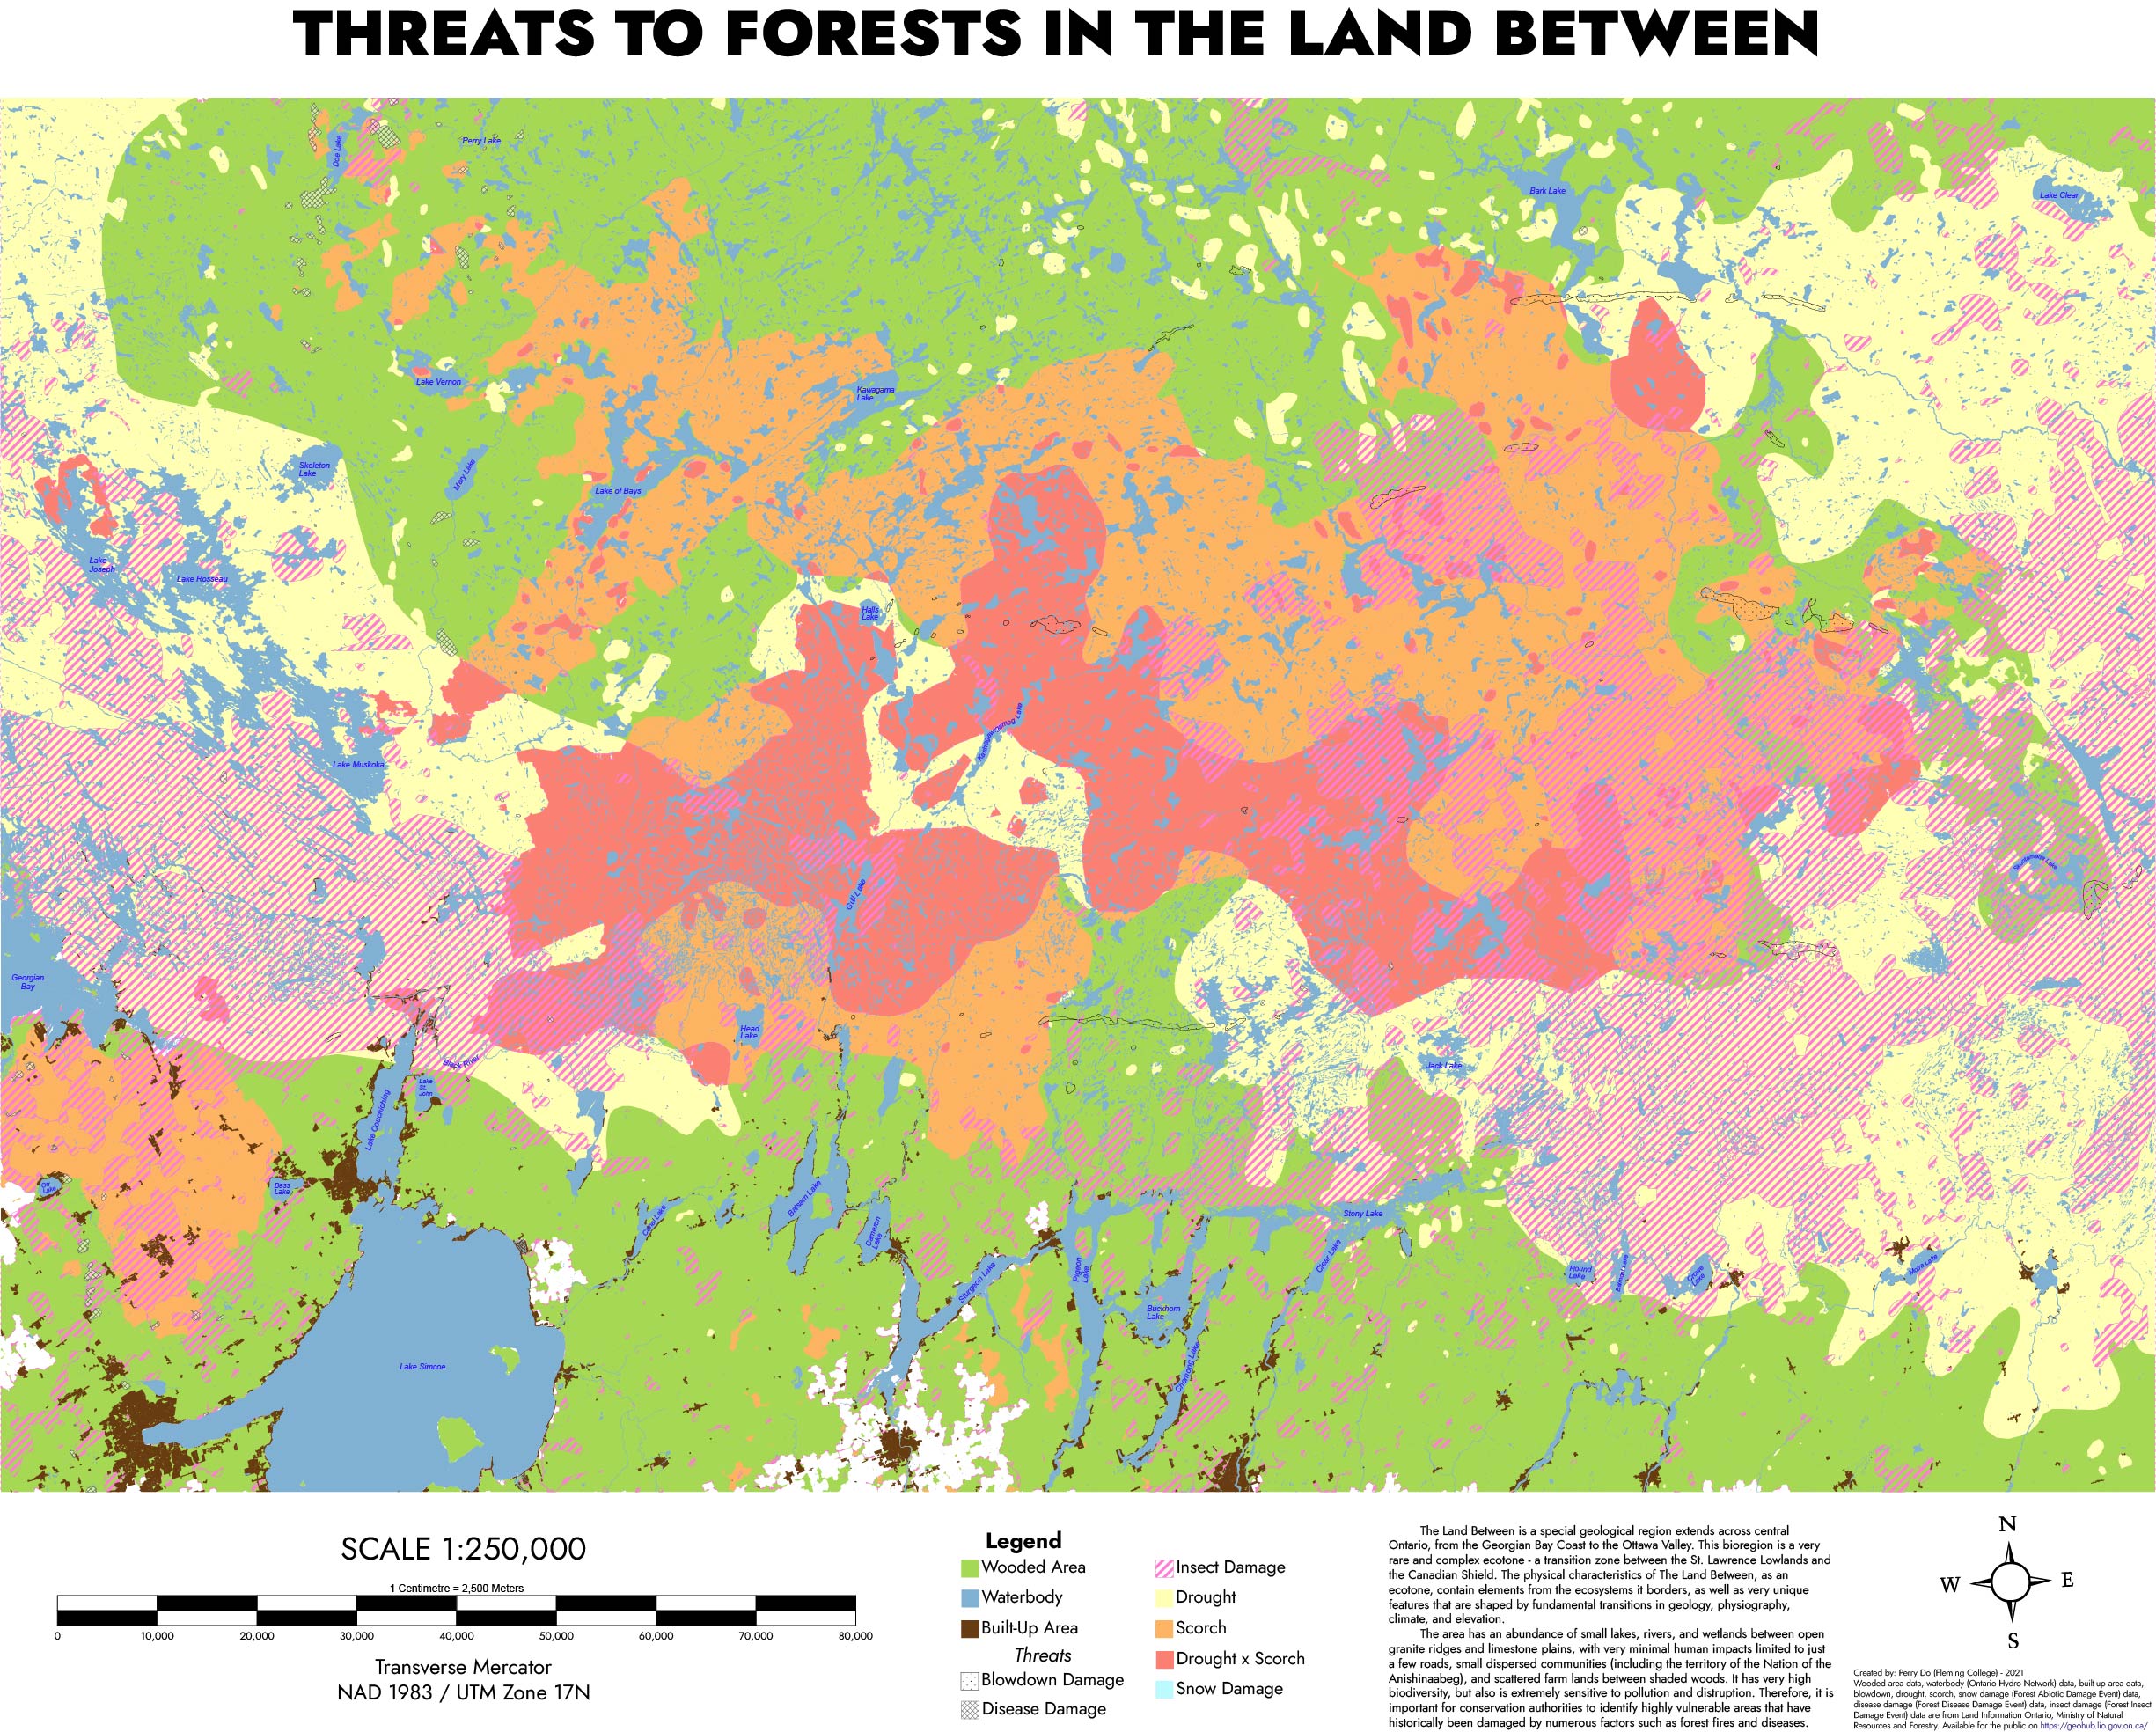 THREATS TO FORESTS IN THE LAND BETWEEN
Doe Lake
Perry Lake
Bark Lake
Lake Clear
Lake Vernon
Kawagama
Lake
Skeleton
Lake
Mary Lake
Lake of Bays
Lake
Joseph
Lake Rosseau
Halls
Lake
Lake Muskoka
Gull Lake
Georgian
Bay
Head
Lake
Black River
Lake
St.
John
Lake Couchiching
Jack Lake
Orr
Lake
Bass
Lake
Canal Lake
Balsam Lake
Cameron
Lake
Sturgeon Lake
Pigeon
Lake
Buckhorn
Lake
Chemong Lake
Clear Lake
Stony Lake
Round
Lake
Belmont Lake
Crowe
Lake
Moira Lake
Lake Simcoe
SCALE 1:250,000
1 Centimetre = 2,500 Meters
0 10,000 20,000 30,000 40,000 50,000 60,000 70,000 80,000
Transverse Mercator
NAD 1983 / UTM Zone 17N
Legend
Wooded Area
Waterbody
Built-Up Area
Threats
Blowdown Damage
Disease Damage
Insect Damage
Drought
Scorch
Drought x Scorch
Snow Damage
The Land Between is a special geological region extends across central
Ontario, from the Georgian Bay Coast to the Ottawa Valley. This bioregion is a very
rare and complex ecotone - a transition zone between the St. Lawrence Lowlands and
the Canadian Shield. The physical characteristics of The Land Between, as an
ecotone, contain elements from the ecosystems it borders, as well as very unique
features that are shaped by fundamental transitions in geology, physiography,
climate, and elevation.
The area has an abundance of small lakes, rivers, and wetlands between open
granite ridges and limestone plains, with very minimal human impacts limited to just
a few roads, small dispersed communities (including the territory of the Nation of the
Anishinaabeg), and scattered farm lands between shaded woods. It has very high
biodiversity, but also is extremely sensitive to pollution and distruption. Therefore, it is
important for conservation authorities to identify highly vulnerable areas that have
historically been damaged by numerous factors such as forest fires and diseases.
N
W E
S
Created by: Perry Do (Fleming College) - 2021
Wooded area data, waterbody (Ontario Hydro Network) data, built-up area data,
blowdown, drought, scorch, snow damage (Forest Abiotic Damage Event) data,
disease damage (Forest Disease Damage Event) data, insect damage (Forest Insect
Damage Event) data are from Land Information Ontario, Ministry of Natural
Resources and Forestry. Available for the public on https://geohub.lio.gov.on.ca/